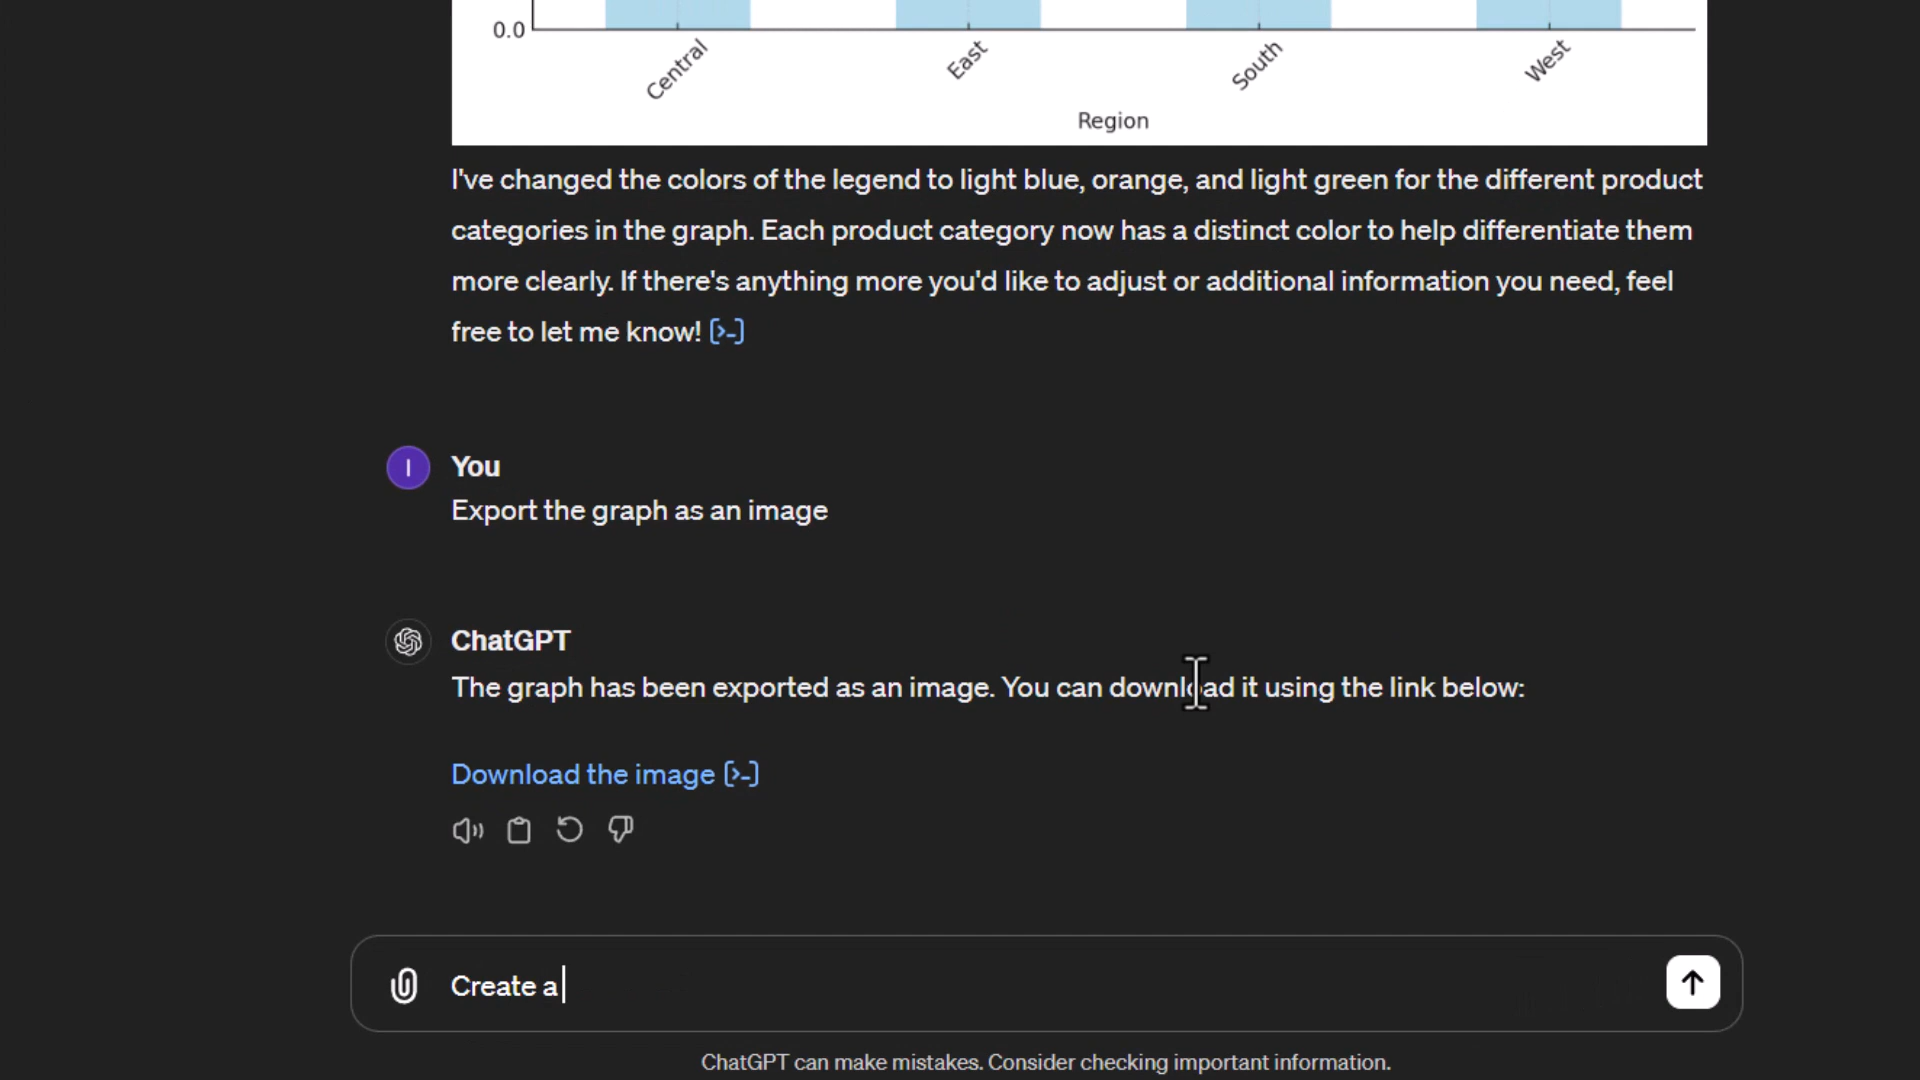 0.0
Central
East
South
West
Region
I've changed the colors of the legend to light blue, orange, and light green for the different product
categories in the graph. Each product category now has a distinct color to help differentiate them
more clearly. If there's anything more you'd like to adjust or additional information you need, feel
free to let me know! [>-]
I
You
Export the graph as an image
ChatGPT
The graph has been exported as an image. You can download it using the link below:
Download the image [>-]
Create a
ChatGPT can make mistakes. Consider checking important information.